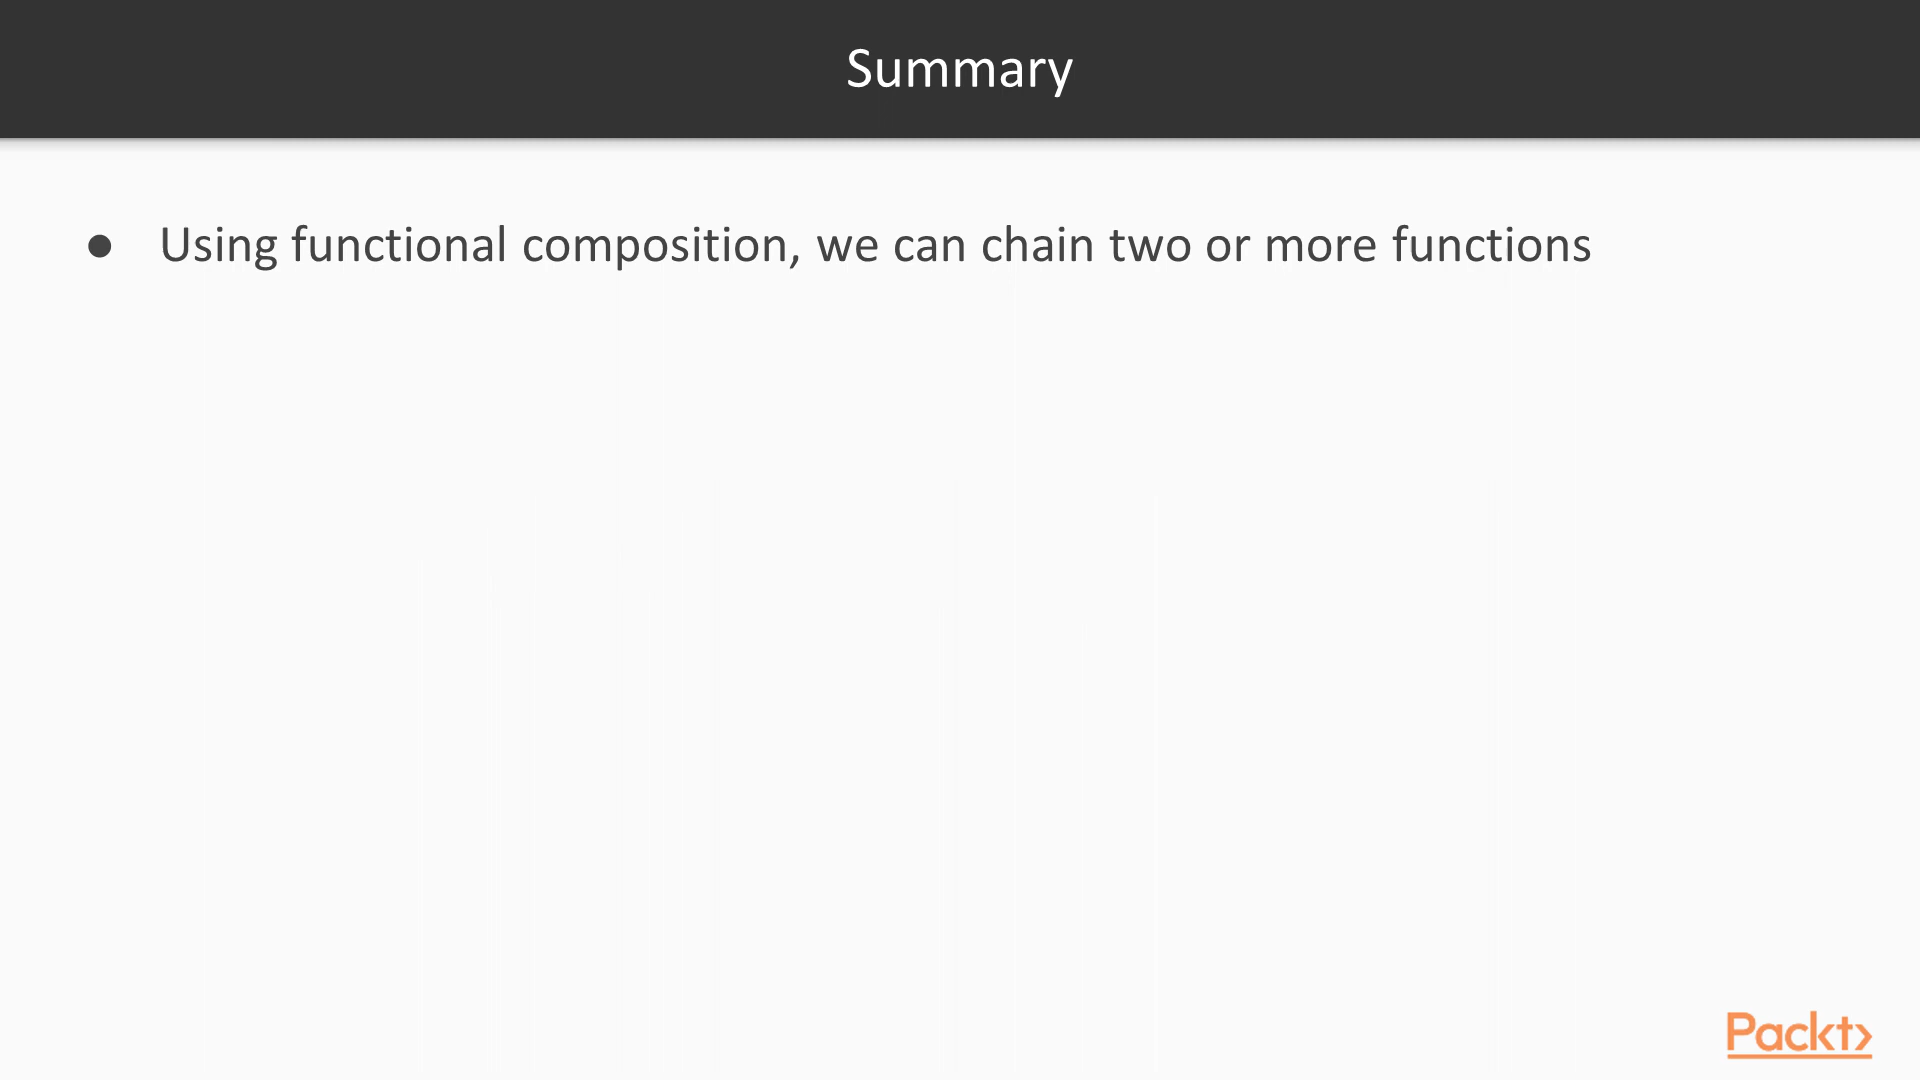 Summary
● Using functional composition, we can chain two or more functions
Packt>